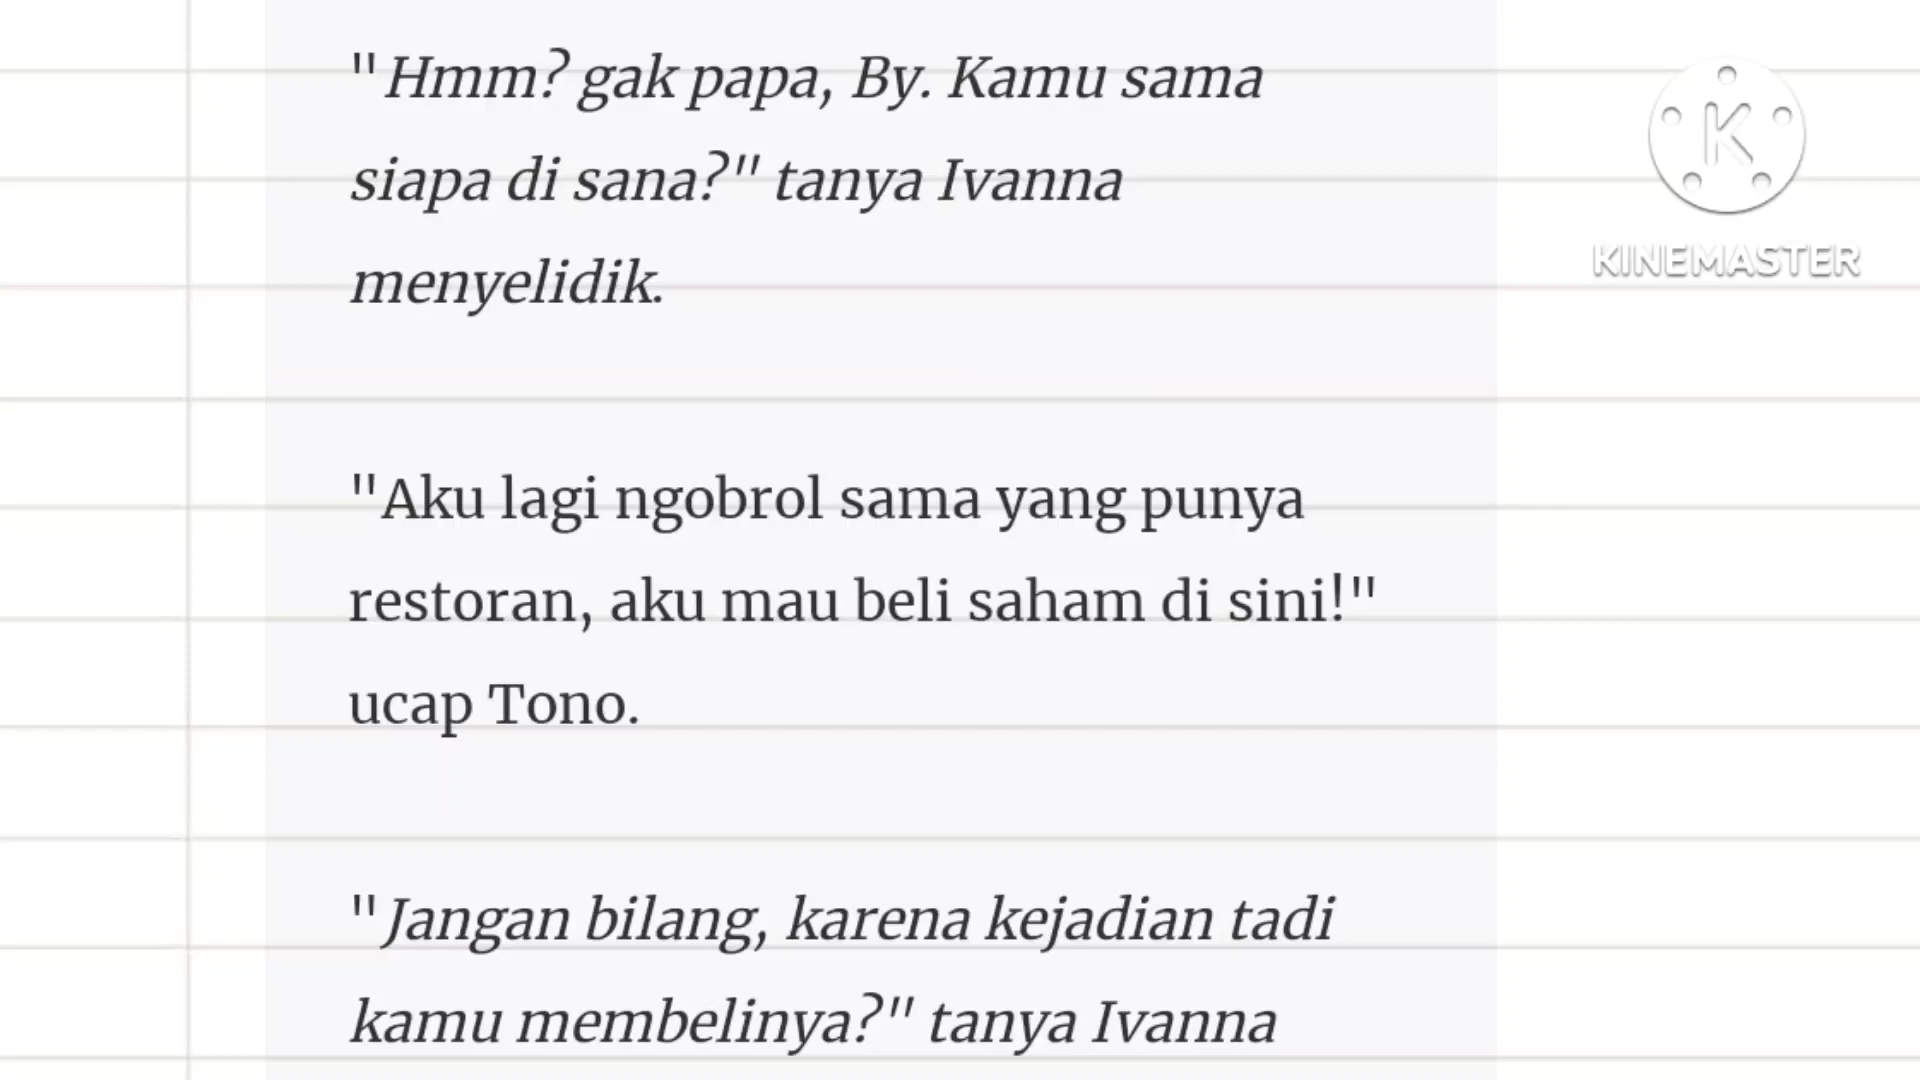 "Hmm? gak papa, By. Kamu sama
siapa di sana?" tanya Ivanna
menyelidik.
"Aku lagi ngobrol sama yang punya
restoran, aku mau beli saham di sini!"
ucap Tono.
"Jangan bilang, karena kejadian tadi
kamu membelinya?" tanya Ivanna
K
KINEMASTER